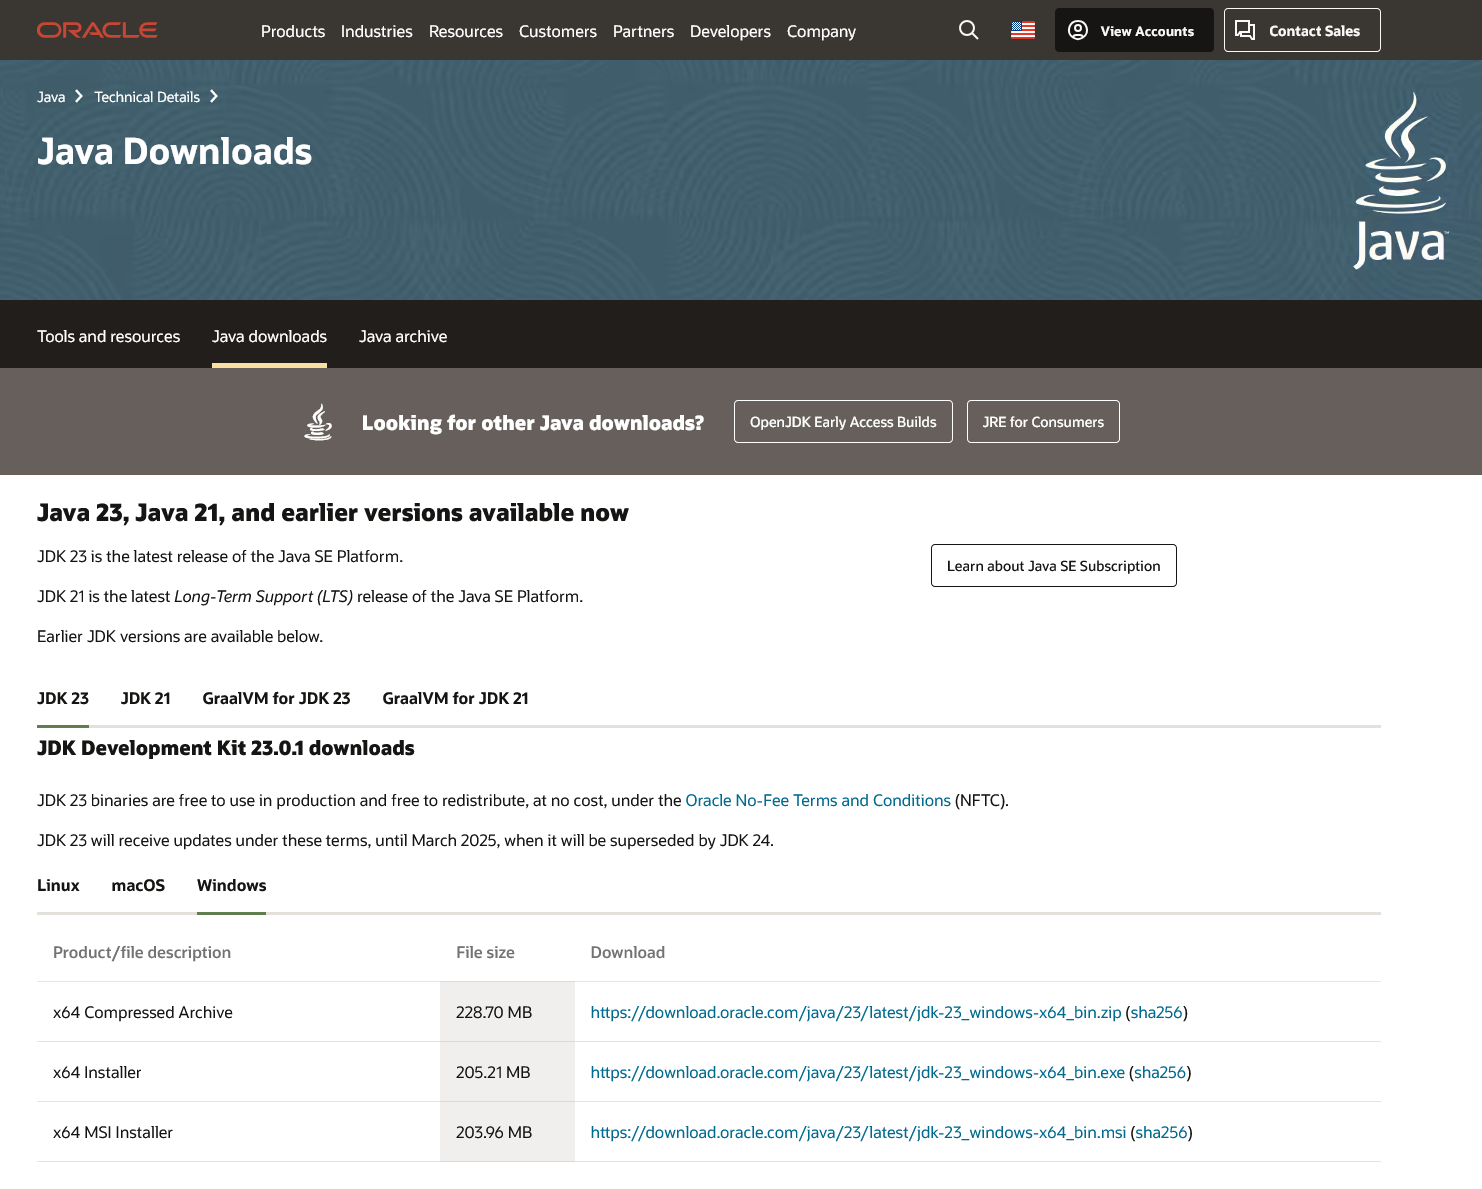 ORACLE
Products Industries Resources Customers Partners Developers Company
View Accounts
Contact Sales
Java Technical Details
Java Downloads
Java™
Tools and resources Java downloads Java archive
Looking for other Java downloads? OpenJDK Early Access Builds JRE for Consumers
Java 23, Java 21, and earlier versions available now
JDK 23 is the latest release of the Java SE Platform.
Learn about Java SE Subscription
JDK 21 is the latest Long-Term Support (LTS) release of the Java SE Platform.
Earlier JDK versions are available below.
JDK 23 JDK 21 GraalVM for JDK 23 GraalVM for JDK 21
JDK Development Kit 23.0.1 downloads
JDK 23 binaries are free to use in production and free to redistribute, at no cost, under the Oracle No-Fee Terms and Conditions (NFTC).
JDK 23 will receive updates under these terms, until March 2025, when it will be superseded by JDK 24.
Linux macOS Windows
Product/file description File size Download
x64 Compressed Archive 228.70 MB https://download.oracle.com/java/23/latest/jdk-23_windows-x64_bin.zip (sha256)
x64 Installer 205.21 MB https://download.oracle.com/java/23/latest/jdk-23_windows-x64_bin.exe (sha256)
x64 MSI Installer 203.96 MB https://download.oracle.com/java/23/latest/jdk-23_windows-x64_bin.msi (sha256)